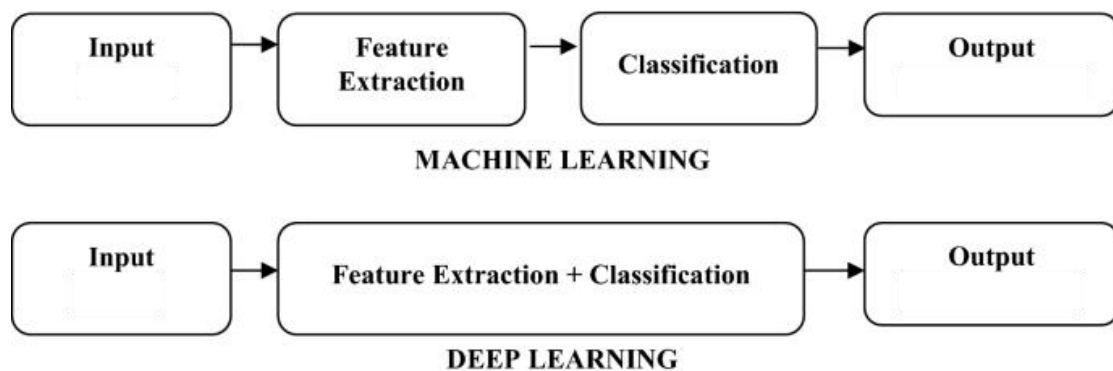 Input
Feature
Extraction
Classification
Output
MACHINE LEARNING
Input
Feature Extraction + Classification
Output
DEEP LEARNING